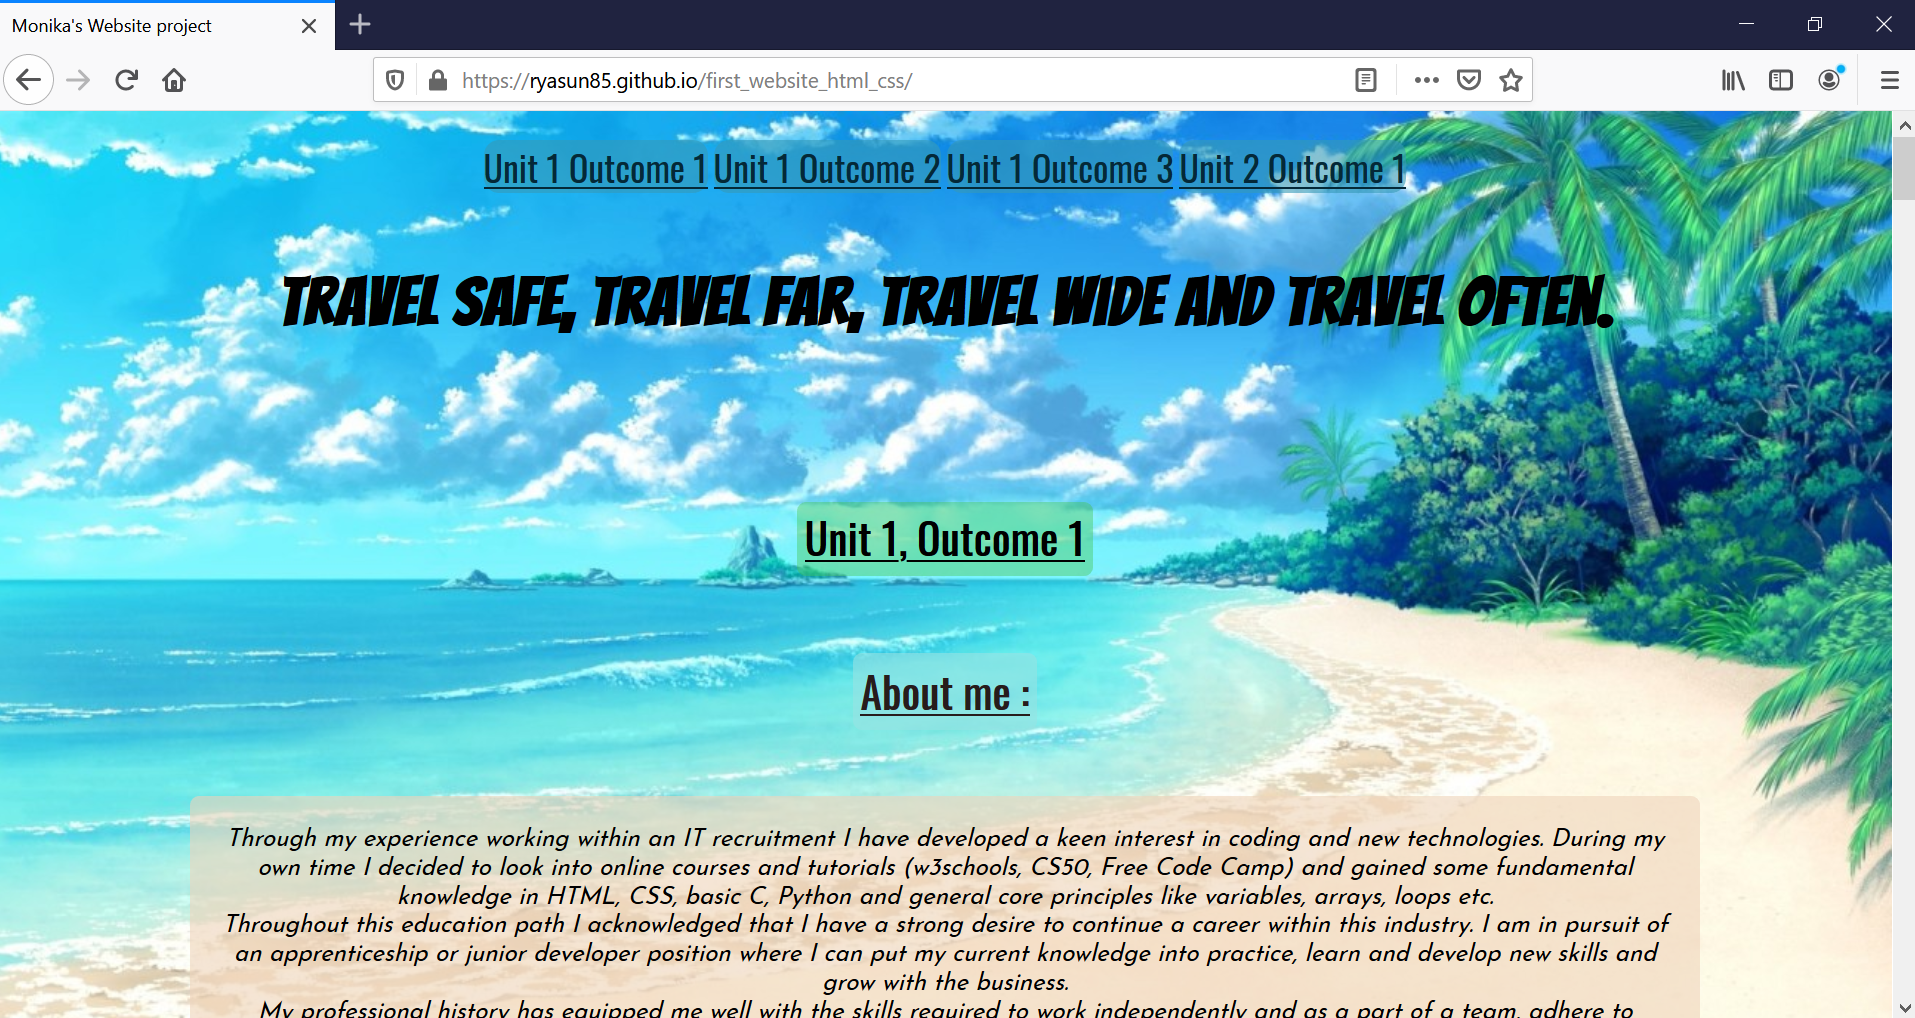 Monika's Website project
https://ryasun85.github.io/first_website_html_css/
Unit 1 Outcome 1 Unit 1 Outcome 2 Unit 1 Outcome 3 Unit 2 Outcome 1
TRAVEL SAFE, TRAVEL FAR, TRAVEL WIDE AND TRAVEL OFTEN.
Unit 1, Outcome 1
About me :
Through my experience working within an IT recruitment I have developed a keen interest in coding and new technologies. During my
own time I decided to look into online courses and tutorials (w3schools, CS50, Free Code Camp) and gained some fundamental
knowledge in HTML, CSS, basic C, Python and general core principles like variables, arrays, loops etc.
Throughout this education path I acknowledged that I have a strong desire to continue a career within this industry. I am in pursuit of
an apprenticeship or junior developer position where I can put my current knowledge into practice, learn and develop new skills and
grow with the business.
My professional history has equipped me well with the skills required to work independently and as a part of a team, adhere to